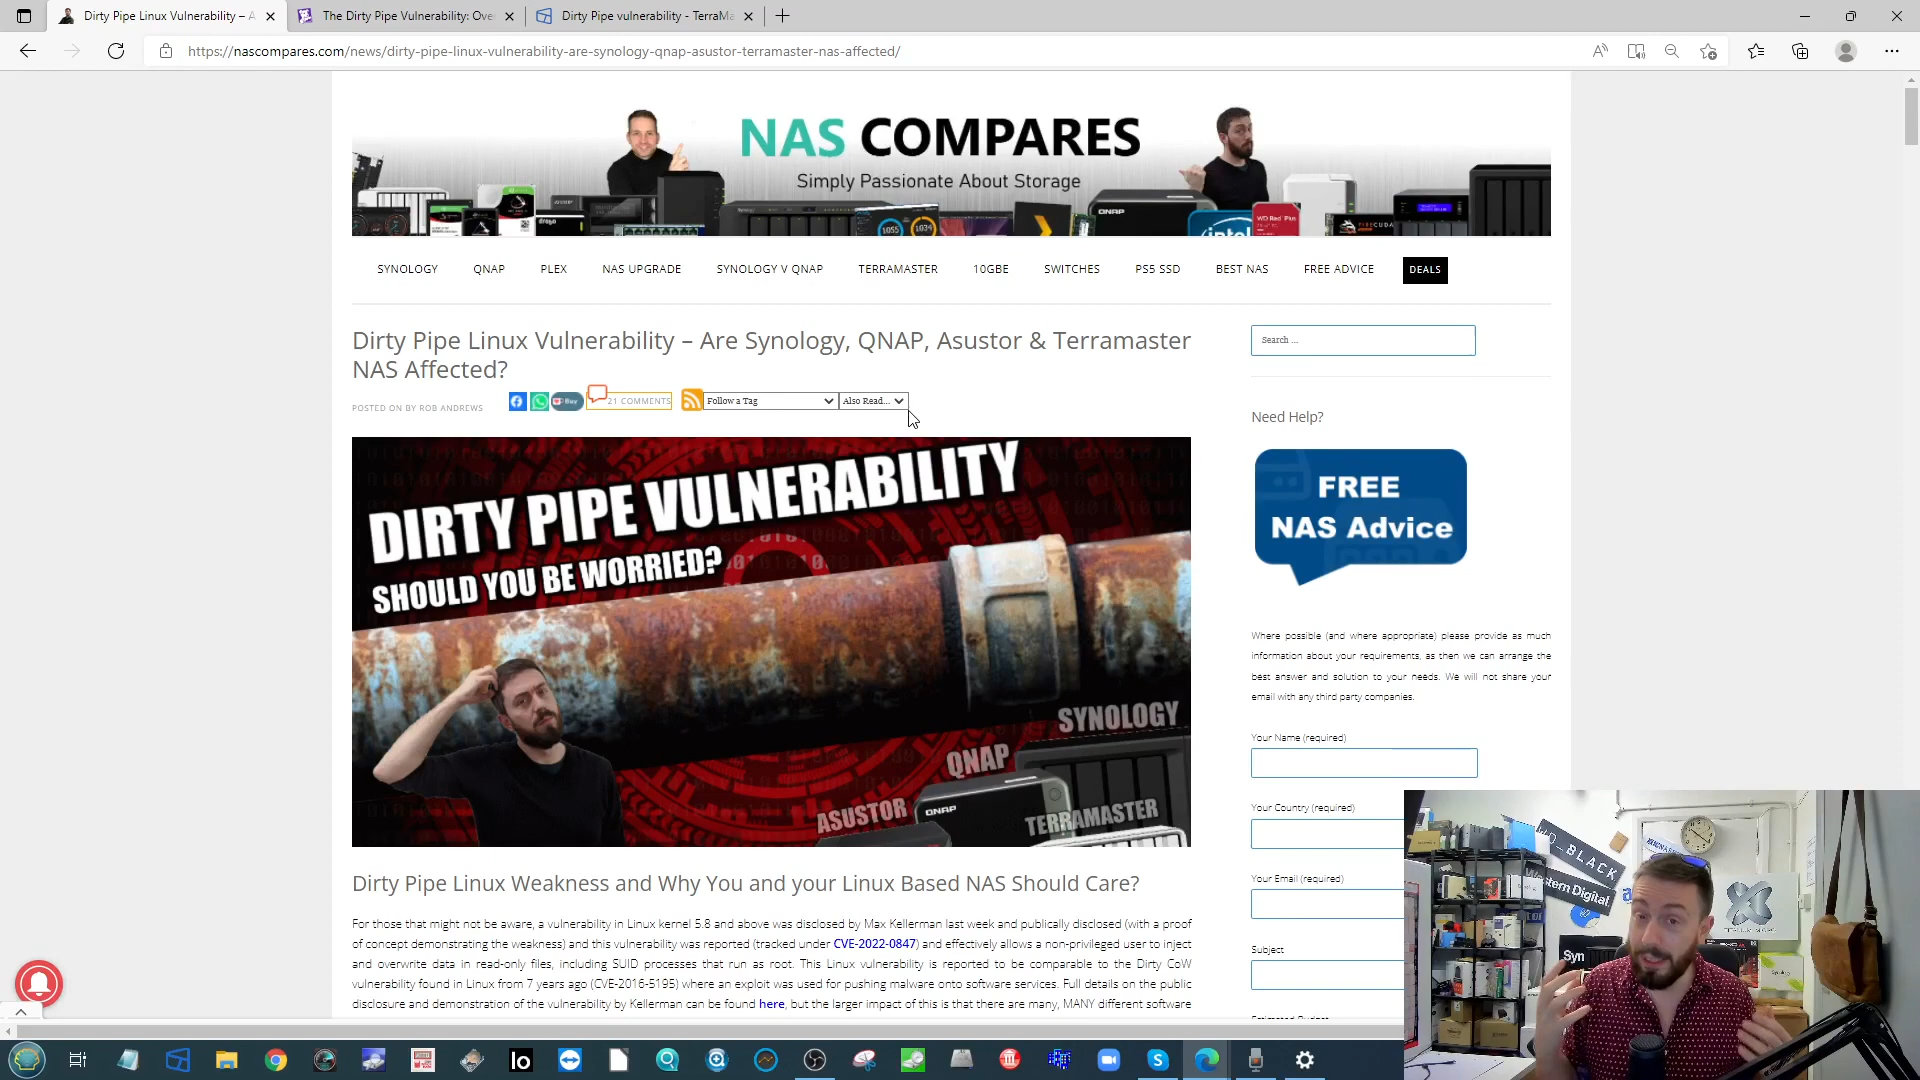 Dirty Pipe Linux Vulnerability – A
The Dirty Pipe Vulnerability: Ove
Dirty Pipe vulnerability - TerraMa
https://nascompares.com/news/dirty-pipe-linux-vulnerability-are-synology-qnap-asustor-terramaster-nas-affected/
NAS COMPARES
Simply Passionate About Storage
QNAP
intel
WD Red Plus
1055 1034
SYNOLOGY QNAP PLEX NAS UPGRADE SYNOLOGY V QNAP TERRAMASTER 10GBE SWITCHES PS5 SSD BEST NAS FREE ADVICE DEALS
Dirty Pipe Linux Vulnerability – Are Synology, QNAP, Asustor & Terramaster
NAS Affected?
Search ...
POSTED ON BY ROB ANDREWS
21 COMMENTS
Follow a Tag
Also Read...
Need Help?
DIRTY PIPE VULNERABILITY
SHOULD YOU BE WORRIED?
SYNOLOGY
QNAP
ASUSTOR
QNAP
TERRAMASTER
FREE
NAS Advice
Where possible (and where appropriate) please provide as much
information about your requirements, as then we can arrange the
best answer and solution to your needs. We will not share your
email with any third party companies.
Your Name (required)
Your Country (required)
Your Email (required)
Subject
Dirty Pipe Linux Weakness and Why You and your Linux Based NAS Should Care?
For those that might not be aware, a vulnerability in Linux kernel 5.8 and above was disclosed by Max Kellerman last week and publically disclosed (with a proof
of concept demonstrating the weakness) and this vulnerability was reported (tracked under CVE-2022-0847) and effectively allows a non-privileged user to inject
and overwrite data in read-only files, including SUID processes that run as root. This Linux vulnerability is reported to be comparable to the Dirty CoW
vulnerability found in Linux from 7 years ago (CVE-2016-5195) where an exploit was used for pushing malware onto software services. Full details on the public
disclosure and demonstration of the vulnerability by Kellerman can be found here, but the larger impact of this is that there are many, MANY different software
WD_BLACK
Western Digital.
Syn